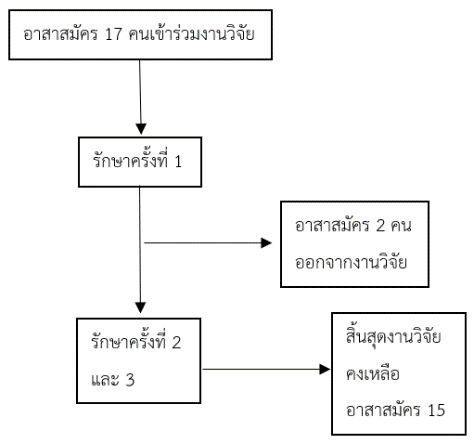 อาสาสมัคร 17 คนเข้าร่วมงานวิจัย
รักษาครั้งที่ 1
อาสาสมัคร 2 คน
ออกจากงานวิจัย
รักษาครั้งที่ 2
และ 3
สิ้นสุดงานวิจัย
คงเหลือ
อาสาสมัคร 15